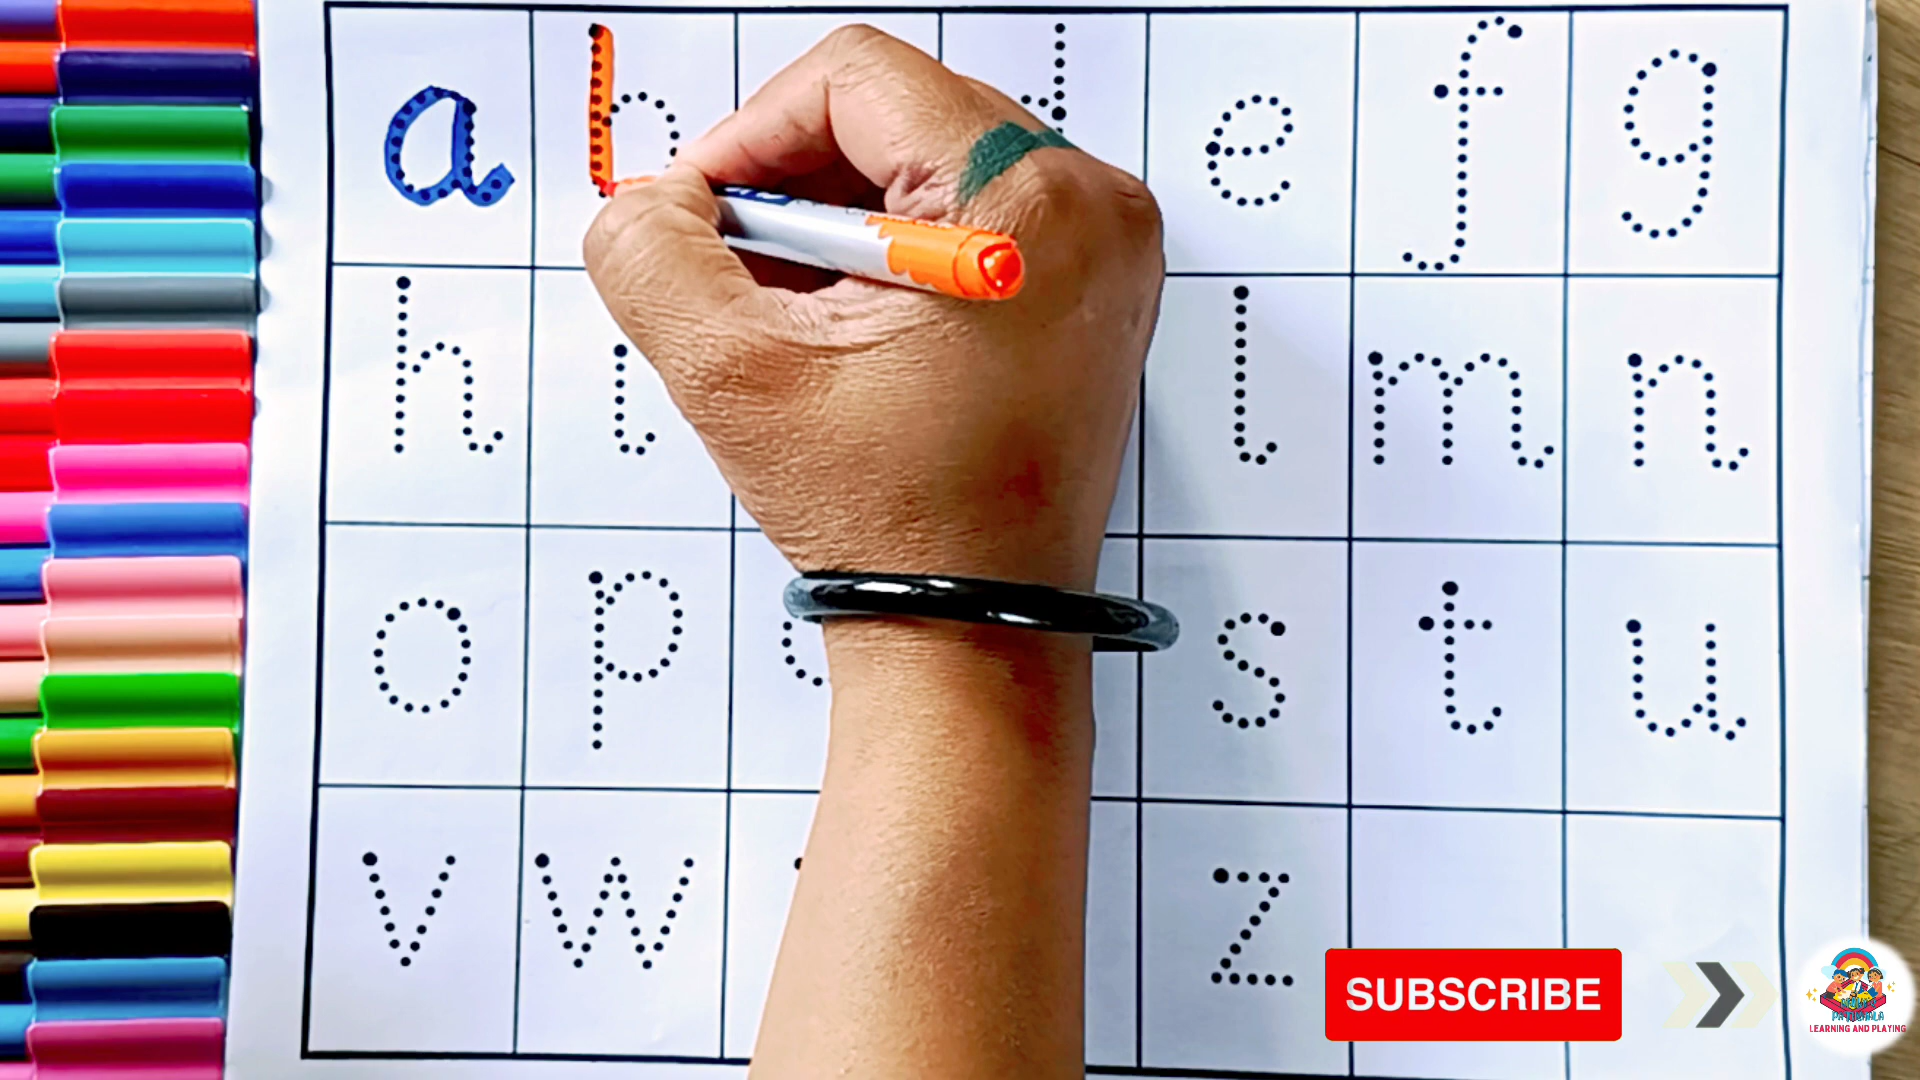 a b d e f g
h i l m n
o p s t u
v w z
SUBSCRIBE
LEARNING AND PLAYING